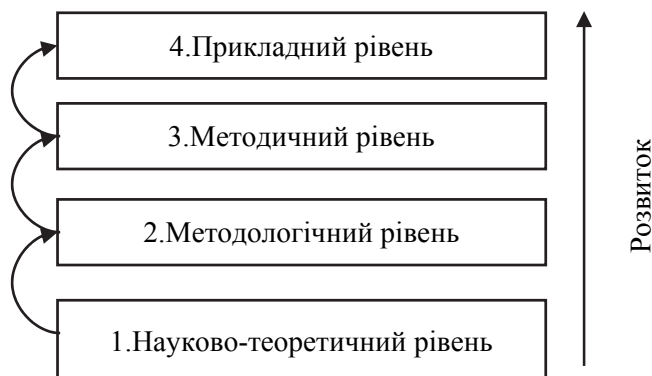 4.Прикладний рівень
3.Методичний рівень
2.Методологічний рівень
1.Науково-теоретичний рівень
Розвиток